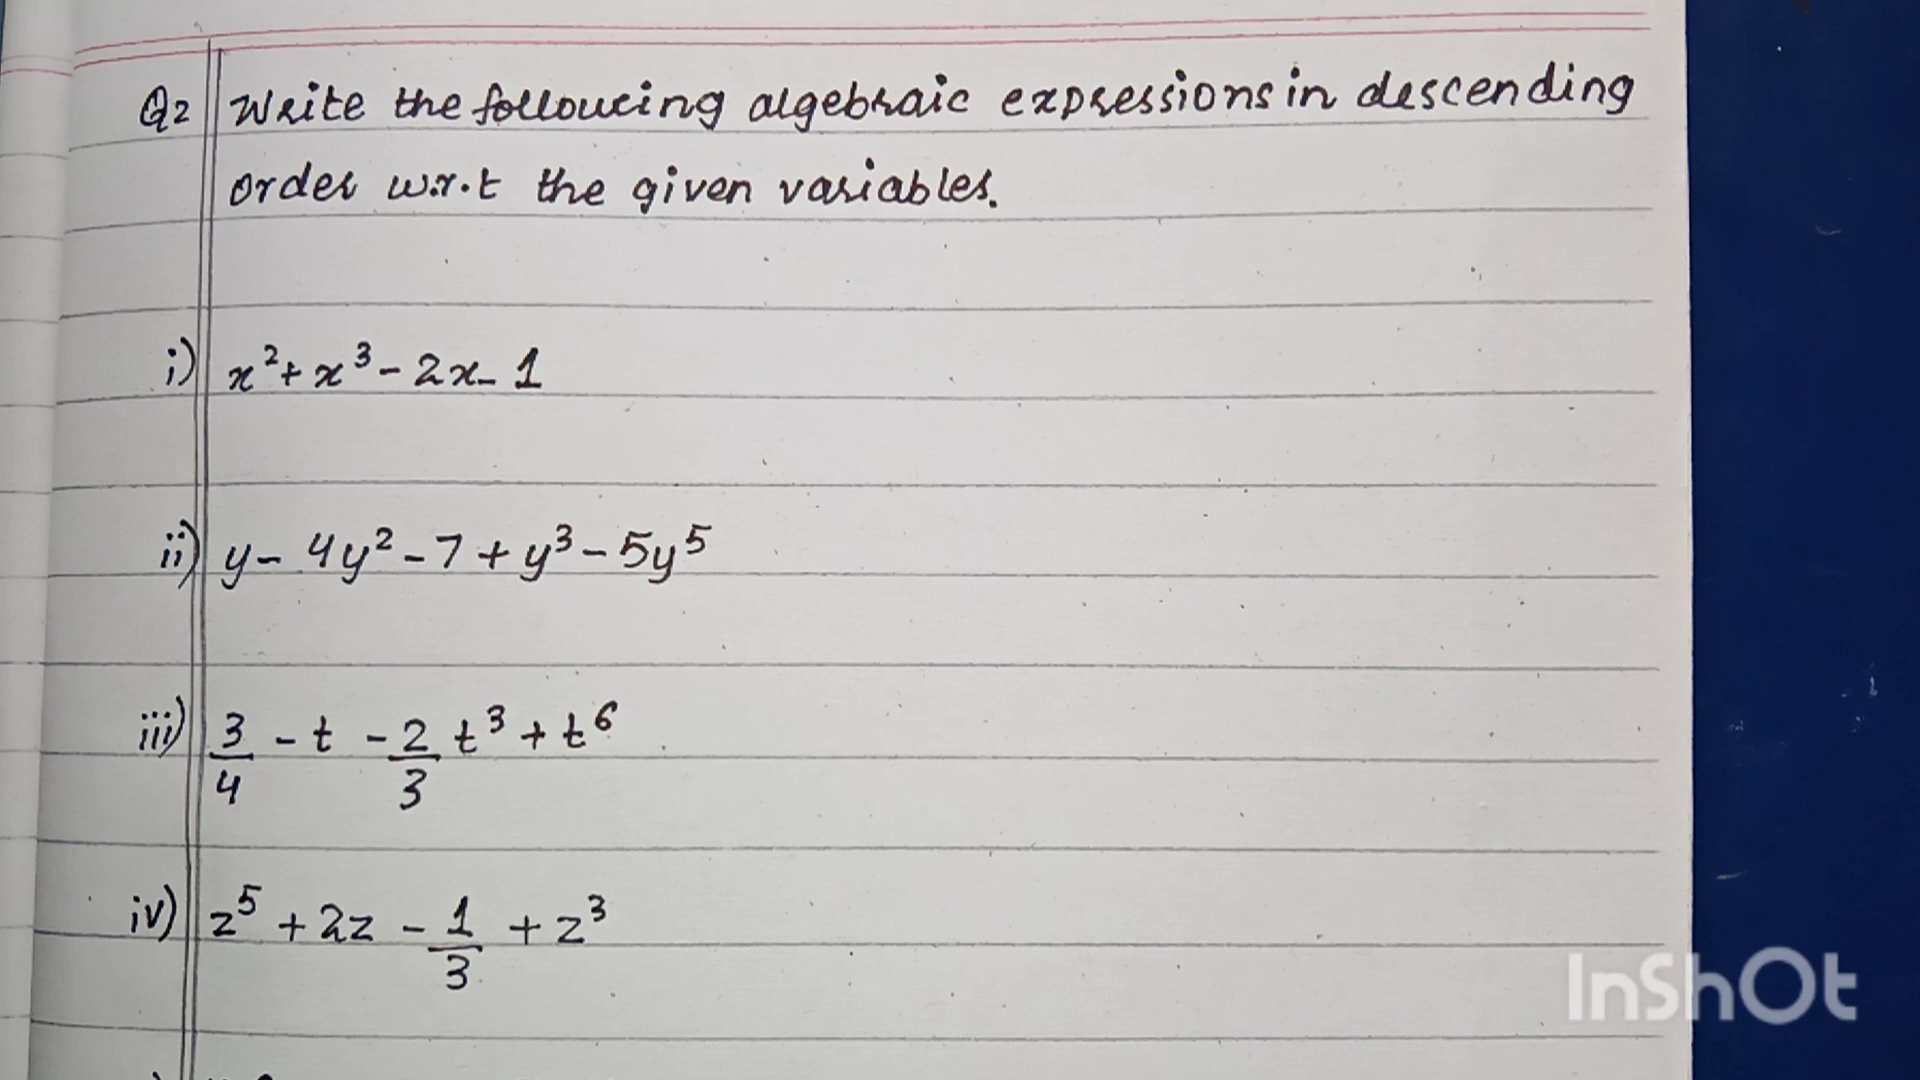 Q2 Write the following algebraic expressions in descending
order w.r.t the given variables.
i) x² + x³ - 2x - 1
ii) y - 4y² - 7 + y³ - 5y⁵
iii) 3/4 - t - 2/3 t³ + t⁶
iv) z⁵ + 2z - 1/3 + z³
InShOt